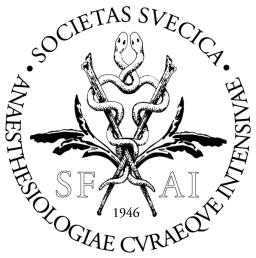 • SOCIETAS SVECICA •
ANAESTHESIOLOGIAE CVRAEQVE INTENSIVAE
SF AI
1946